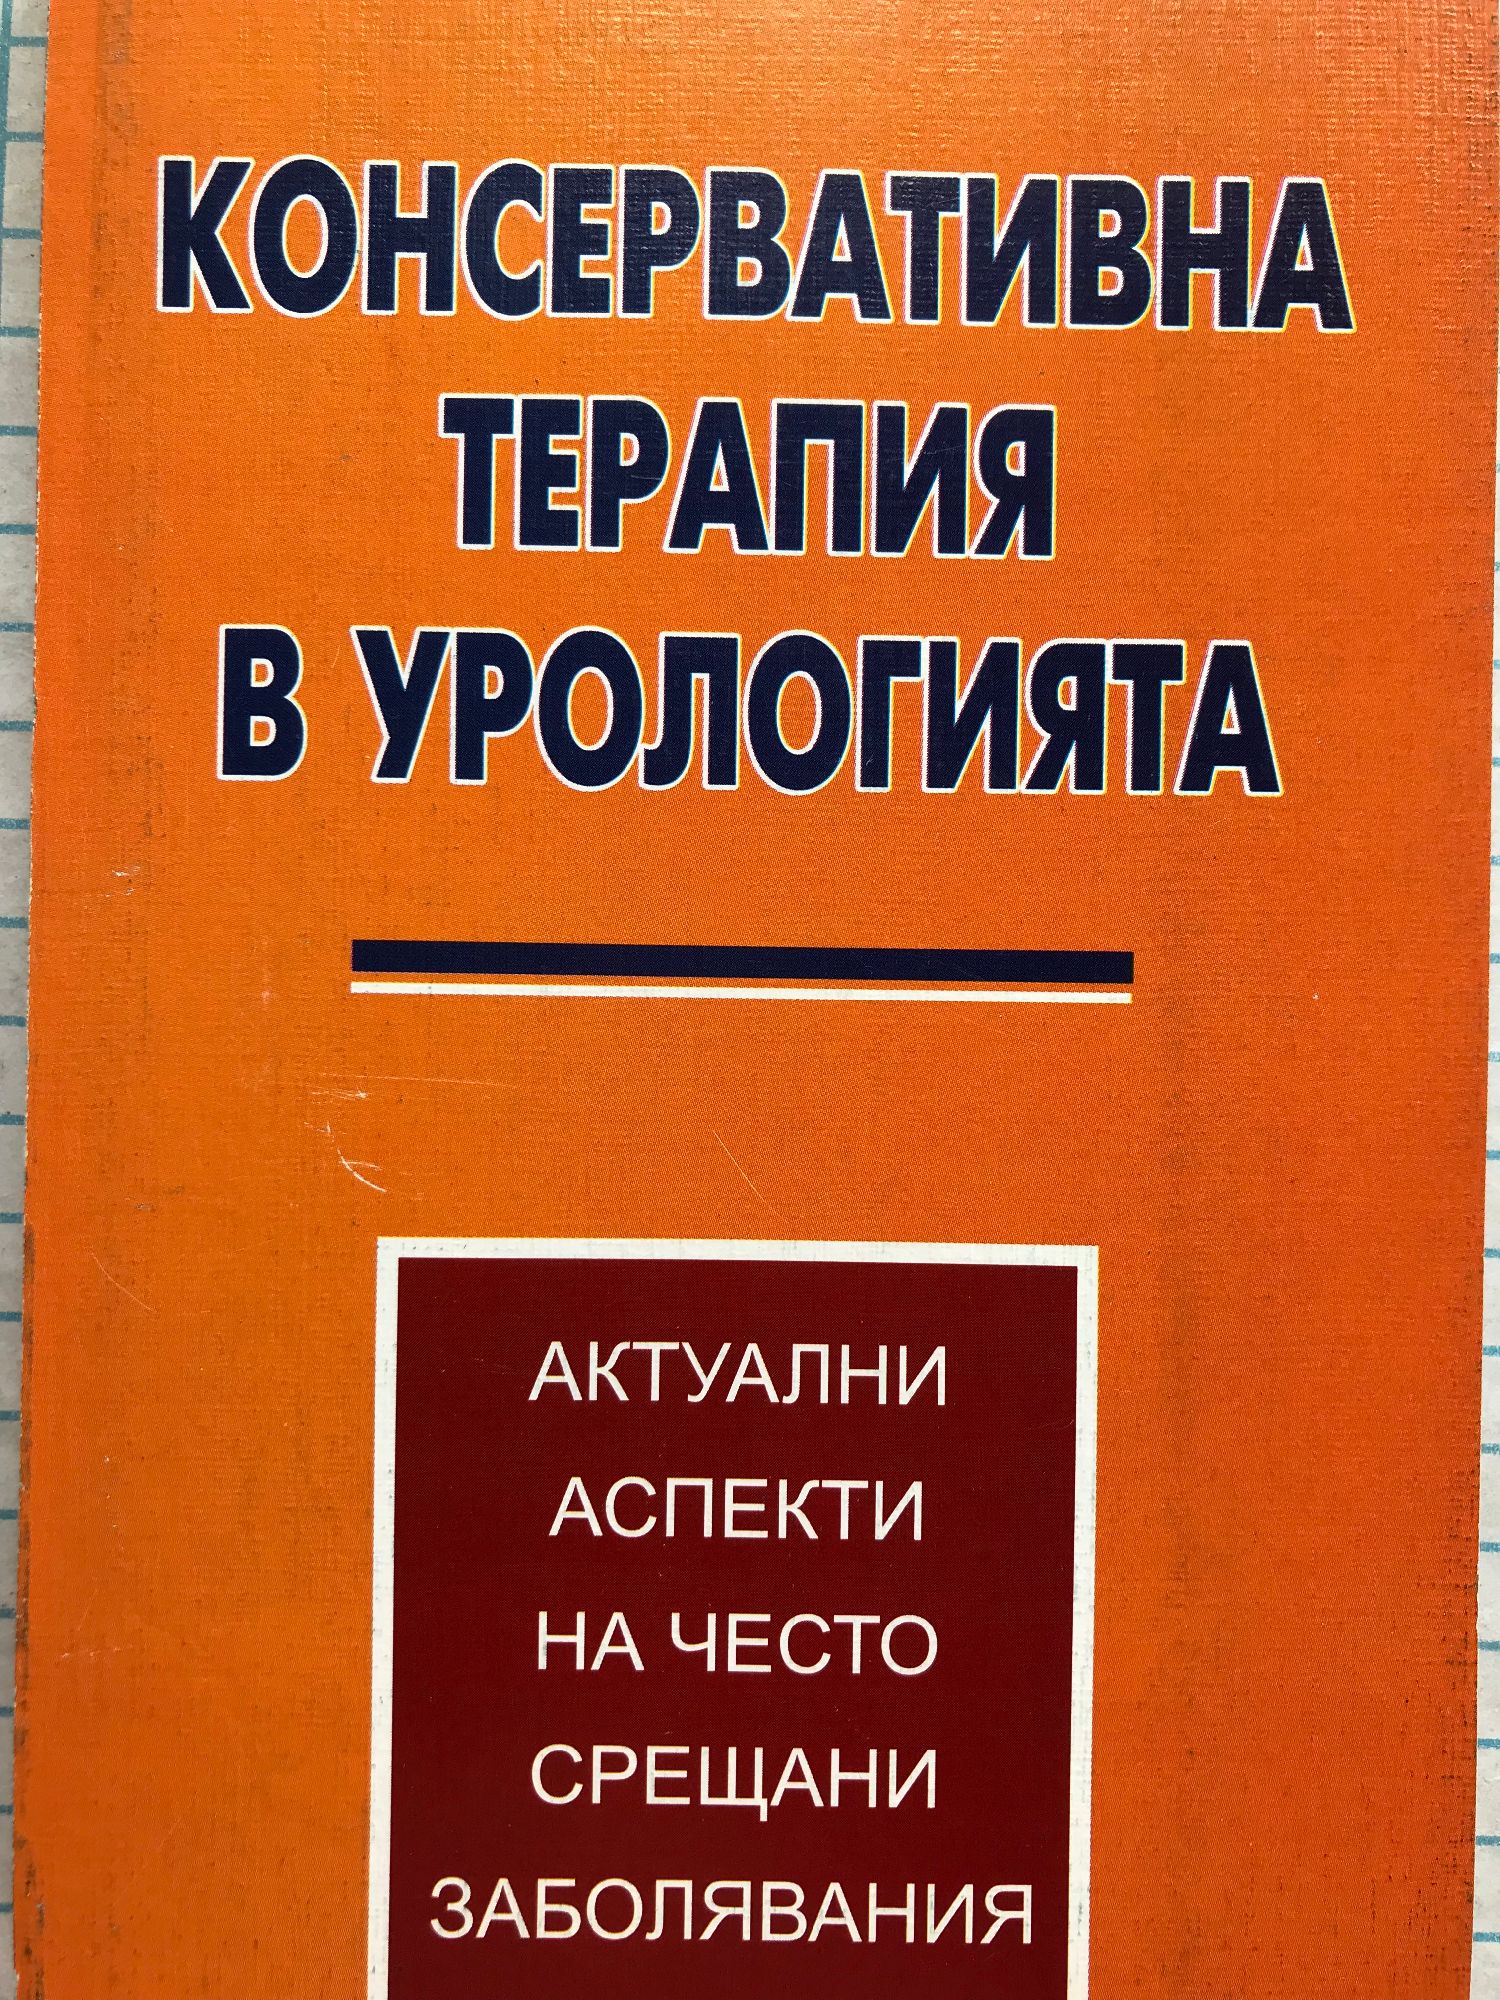 КОНСЕРВАТИВНА
ТЕРАПИЯ
В УРОЛОГИЯТА
АКТУАЛНИ
АСПЕКТИ
НА ЧЕСТО
СРЕЩАНИ
ЗАБОЛЯВАНИЯ